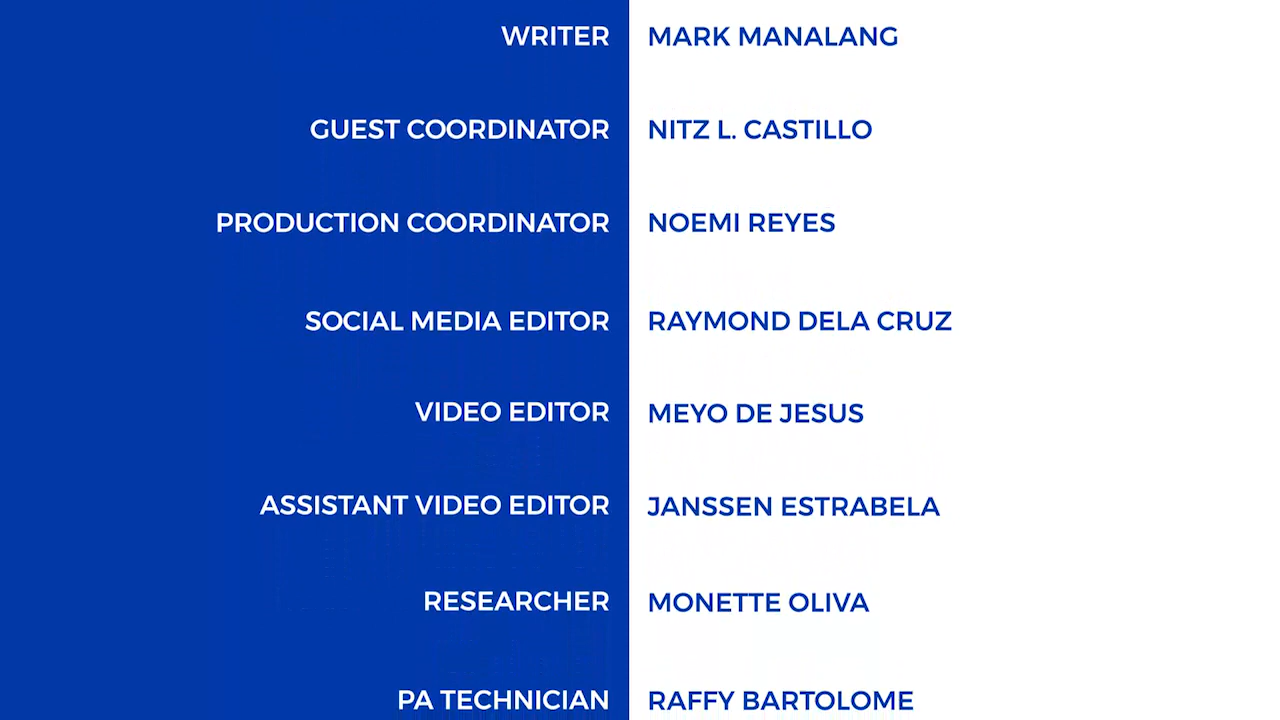 WRITER MARK MANALANG
GUEST COORDINATOR NITZ L. CASTILLO
PRODUCTION COORDINATOR NOEMI REYES
SOCIAL MEDIA EDITOR RAYMOND DELA CRUZ
VIDEO EDITOR MEYO DE JESUS
ASSISTANT VIDEO EDITOR JANSSEN ESTRABELA
RESEARCHER MONETTE OLIVA
PA TECHNICIAN RAFFY BARTOLOME